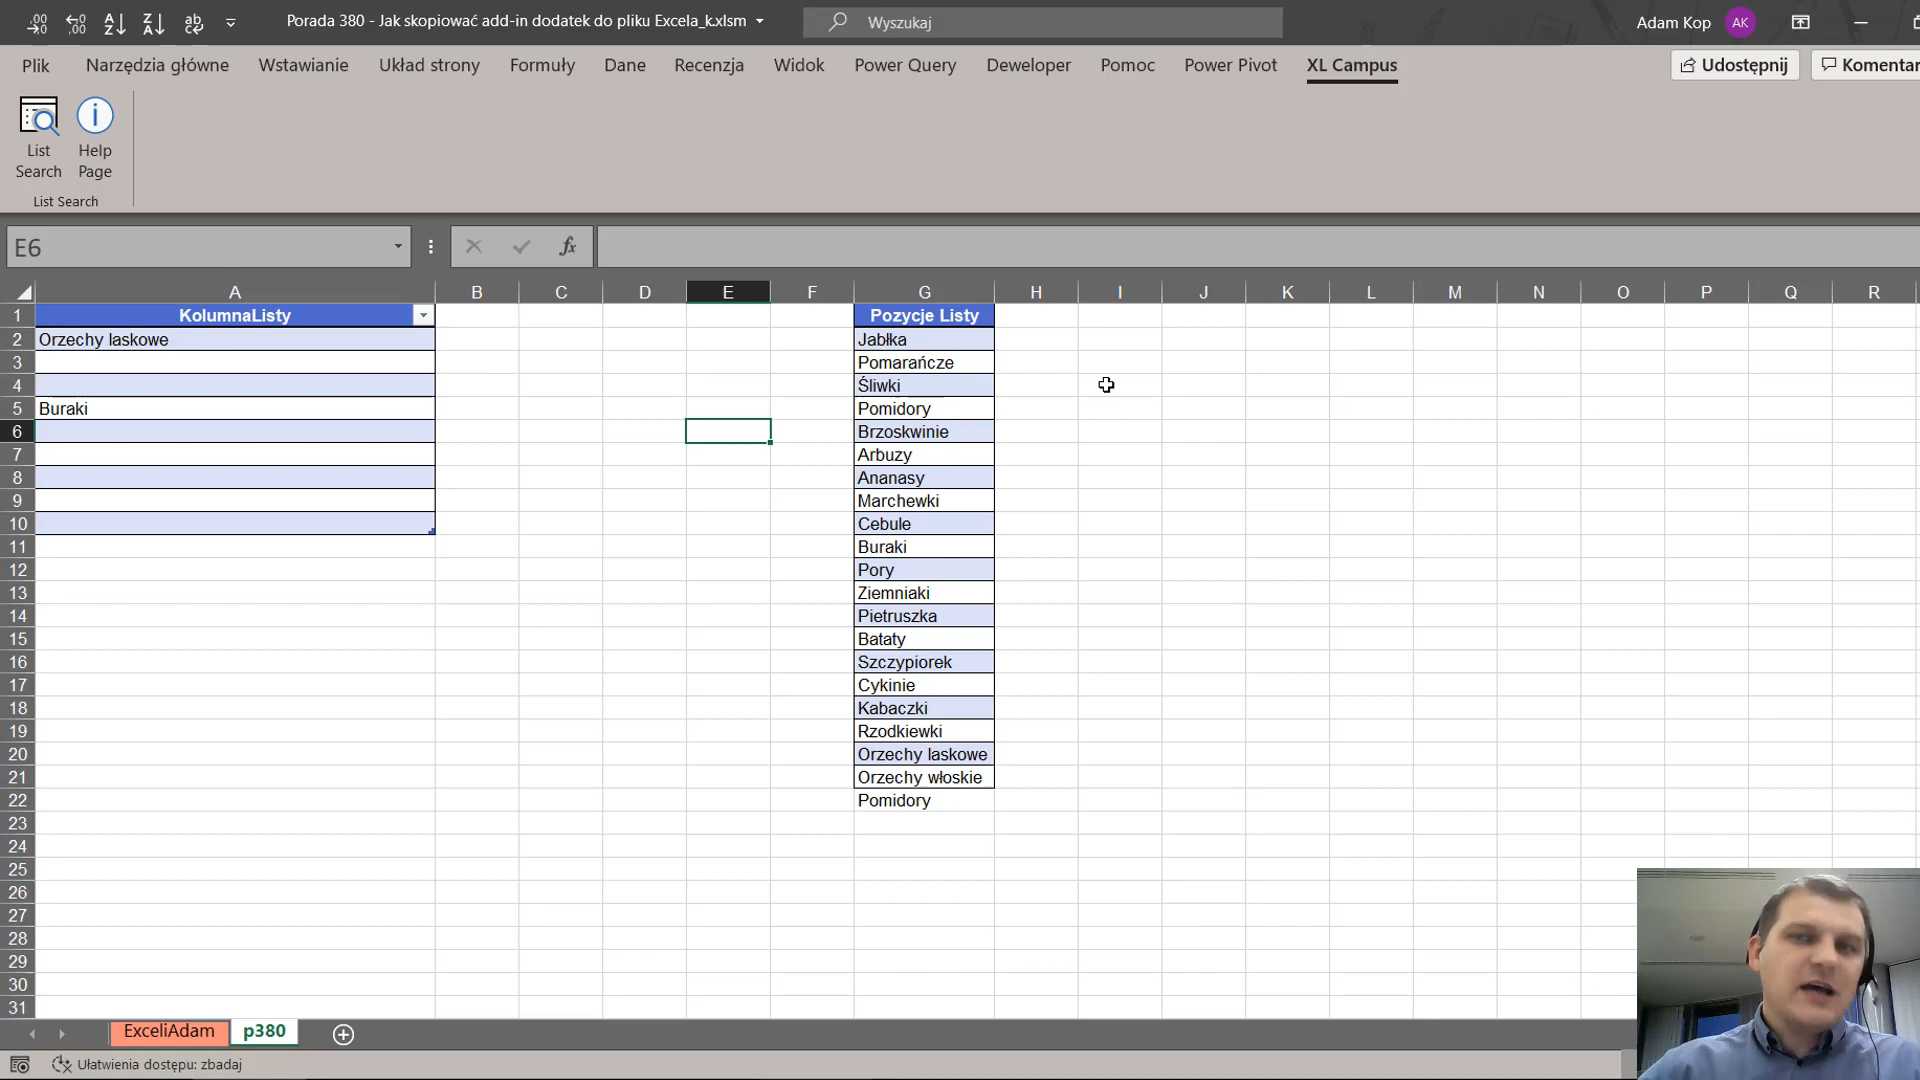 Porada 380 - Jak skopiować add-in dodatek do pliku Excela_k.xlsm
Wyszukaj
Adam Kop
AK
Plik
Narzędzia główne
Wstawianie
Układ strony
Formuły
Dane
Recenzja
Widok
Power Query
Deweloper
Pomoc
Power Pivot
XL Campus
Udostępnij
Komentar
List
Search
Help
Page
List Search
E6
fx
A B C D E F G H I J K L M N O P Q R
1 KolumnaListy Pozycje Listy
2 Orzechy laskowe Jabłka
3 Pomarańcze
4 Śliwki
5 Buraki Pomidory
6 Brzoskwinie
7 Arbuzy
8 Ananasy
9 Marchewki
10 Cebule
11 Buraki
12 Pory
13 Ziemniaki
14 Pietruszka
15 Bataty
16 Szczypiorek
17 Cykinie
18 Kabaczki
19 Rzodkiewki
20 Orzechy laskowe
21 Orzechy włoskie
22 Pomidory
23
24
25
26
27
28
29
30
31
ExceliAdam
p380
Ułatwienia dostępu: zbadaj